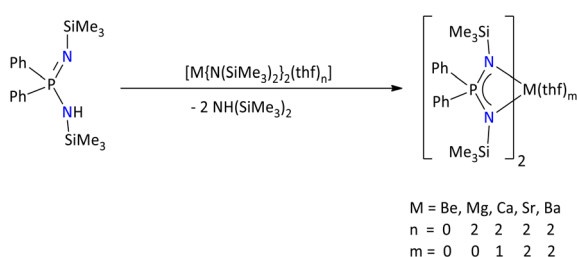 SiMe3
N
Ph
Ph
P
NH
SiMe3
[M{N(SiMe3)2}2(thf)n]
- 2 NH(SiMe3)2
Me3Si
N
Ph
Ph
P
M(thf)m
N
Me3Si
2
M = Be, Mg, Ca, Sr, Ba
n = 0 2 2 2 2
m = 0 0 1 2 2